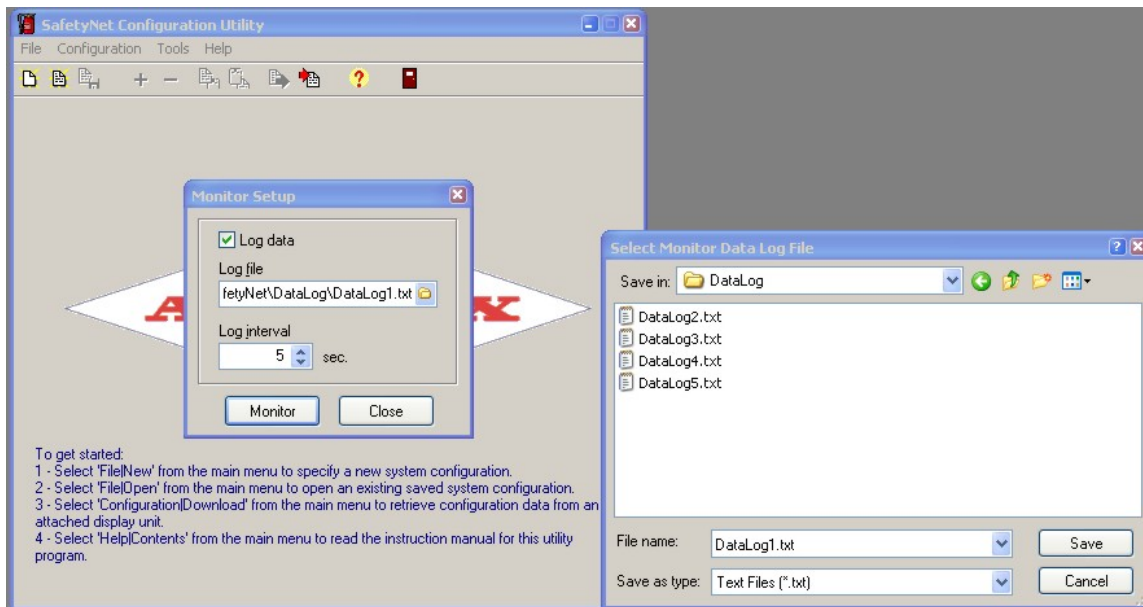 SafetyNet Configuration Utility
File Configuration Tools Help
Monitor Setup
Log data
Log file
fetyNet\DataLog\DataLog1.txt
Log interval
5 sec.
Monitor Close
To get started:
1 - Select 'File|New' from the main menu to specify a new system configuration.
2 - Select 'File|Open' from the main menu to open an existing saved system configuration.
3 - Select 'Configuration|Download' from the main menu to retrieve configuration data from an
attached display unit.
4 - Select 'Help|Contents' from the main menu to read the instruction manual for this utility
program.
Select Monitor Data Log File
Save in: DataLog
DataLog2.txt
DataLog3.txt
DataLog4.txt
DataLog5.txt
File name: DataLog1.txt Save
Save as type: Text Files (*.txt) Cancel